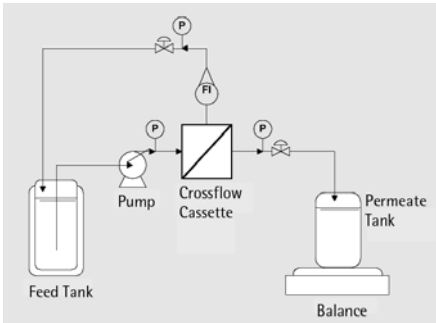 P
FI
P
P
Pump
Crossflow
Cassette
Permeate
Tank
Feed Tank
Balance